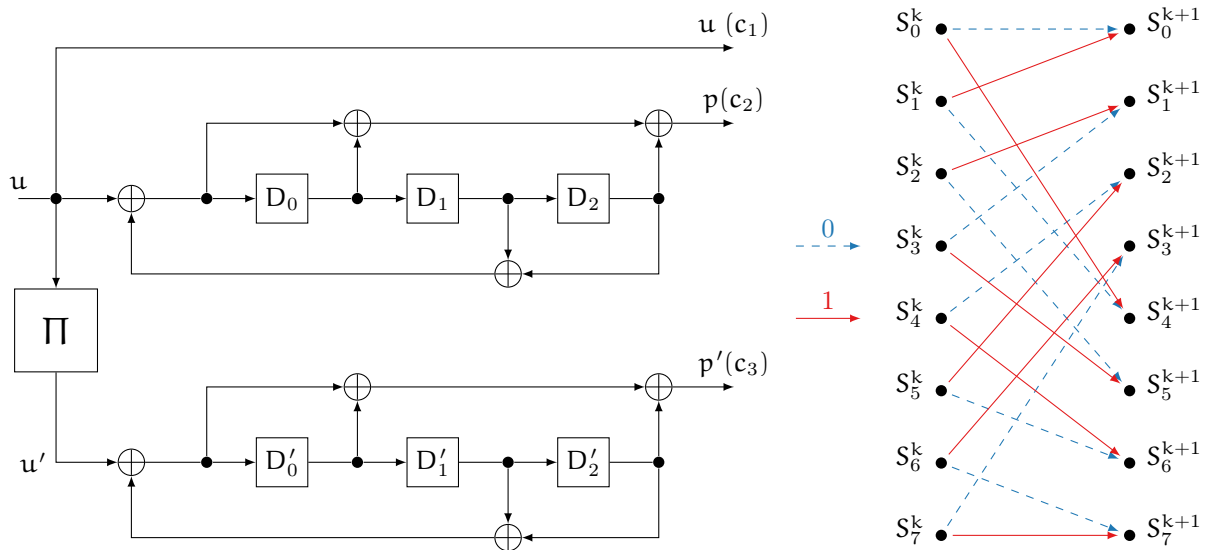 u (c₁)
p(c₂)
u
D₀ D₁ D₂
Π
p′(c₃)
u′
D′₀ D′₁ D′₂
0
1
S₀ᵏ S₀ᵏ⁺¹
S₁ᵏ S₁ᵏ⁺¹
S₂ᵏ S₂ᵏ⁺¹
S₃ᵏ S₃ᵏ⁺¹
S₄ᵏ S₄ᵏ⁺¹
S₅ᵏ S₅ᵏ⁺¹
S₆ᵏ S₆ᵏ⁺¹
S₇ᵏ S₇ᵏ⁺¹